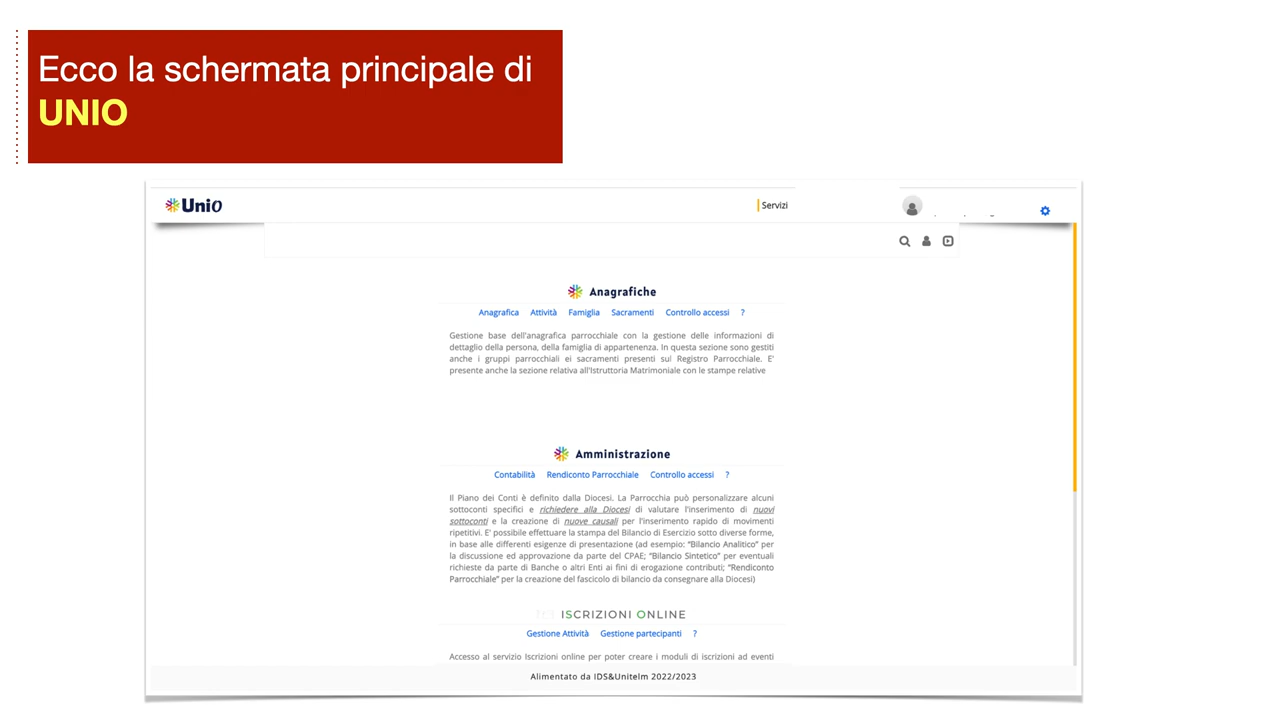 Ecco la schermata principale di
UNIO
Unio
Servizi
Anagrafiche
Anagrafica Attività Famiglia Sacramenti Controllo accessi ?
Gestione base dell'anagrafica parrocchiale con la gestione delle informazioni di
dettaglio della persona, della famiglia di appartenenza. In questa sezione sono gestiti
anche i gruppi parrocchiali ei sacramenti presenti sul Registro Parrocchiale. E'
presente anche la sezione relativa all'Istruttoria Matrimoniale con le stampe relative
Amministrazione
Contabilità Rendiconto Parrocchiale Controllo accessi ?
Il Piano dei Conti è definito dalla Diocesi. La Parrocchia può personalizzare alcuni
sottoconti specifici e richiedere alla Diocesi di valutare l'inserimento di nuovi
sottoconti e la creazione di nuove causali per l'inserimento rapido di movimenti
ripetitivi. E' possibile effettuare la stampa del Bilancio di Esercizio sotto diverse forme,
in base alle differenti esigenze di presentazione (ad esempio: "Bilancio Analitico" per
la discussione ed approvazione da parte del CPAE; "Bilancio Sintetico" per eventuali
richieste da parte di Banche o altri Enti ai fini di erogazione contributi; "Rendiconto
Parrocchiale" per la creazione del fascicolo di bilancio da consegnare alla Diocesi)
ISCRIZIONI ONLINE
Gestione Attività Gestione partecipanti ?
Accesso al servizio Iscrizioni online per poter creare i moduli di iscrizioni ad eventi
Alimentato da IDS&Unitelm 2022/2023